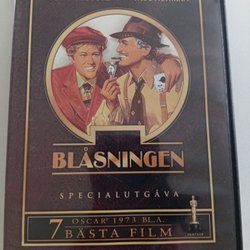 BLÅSNINGEN
SPECIALUTGÅVA
7 OSCAR 1973 BL.A.
BÄSTA FILM